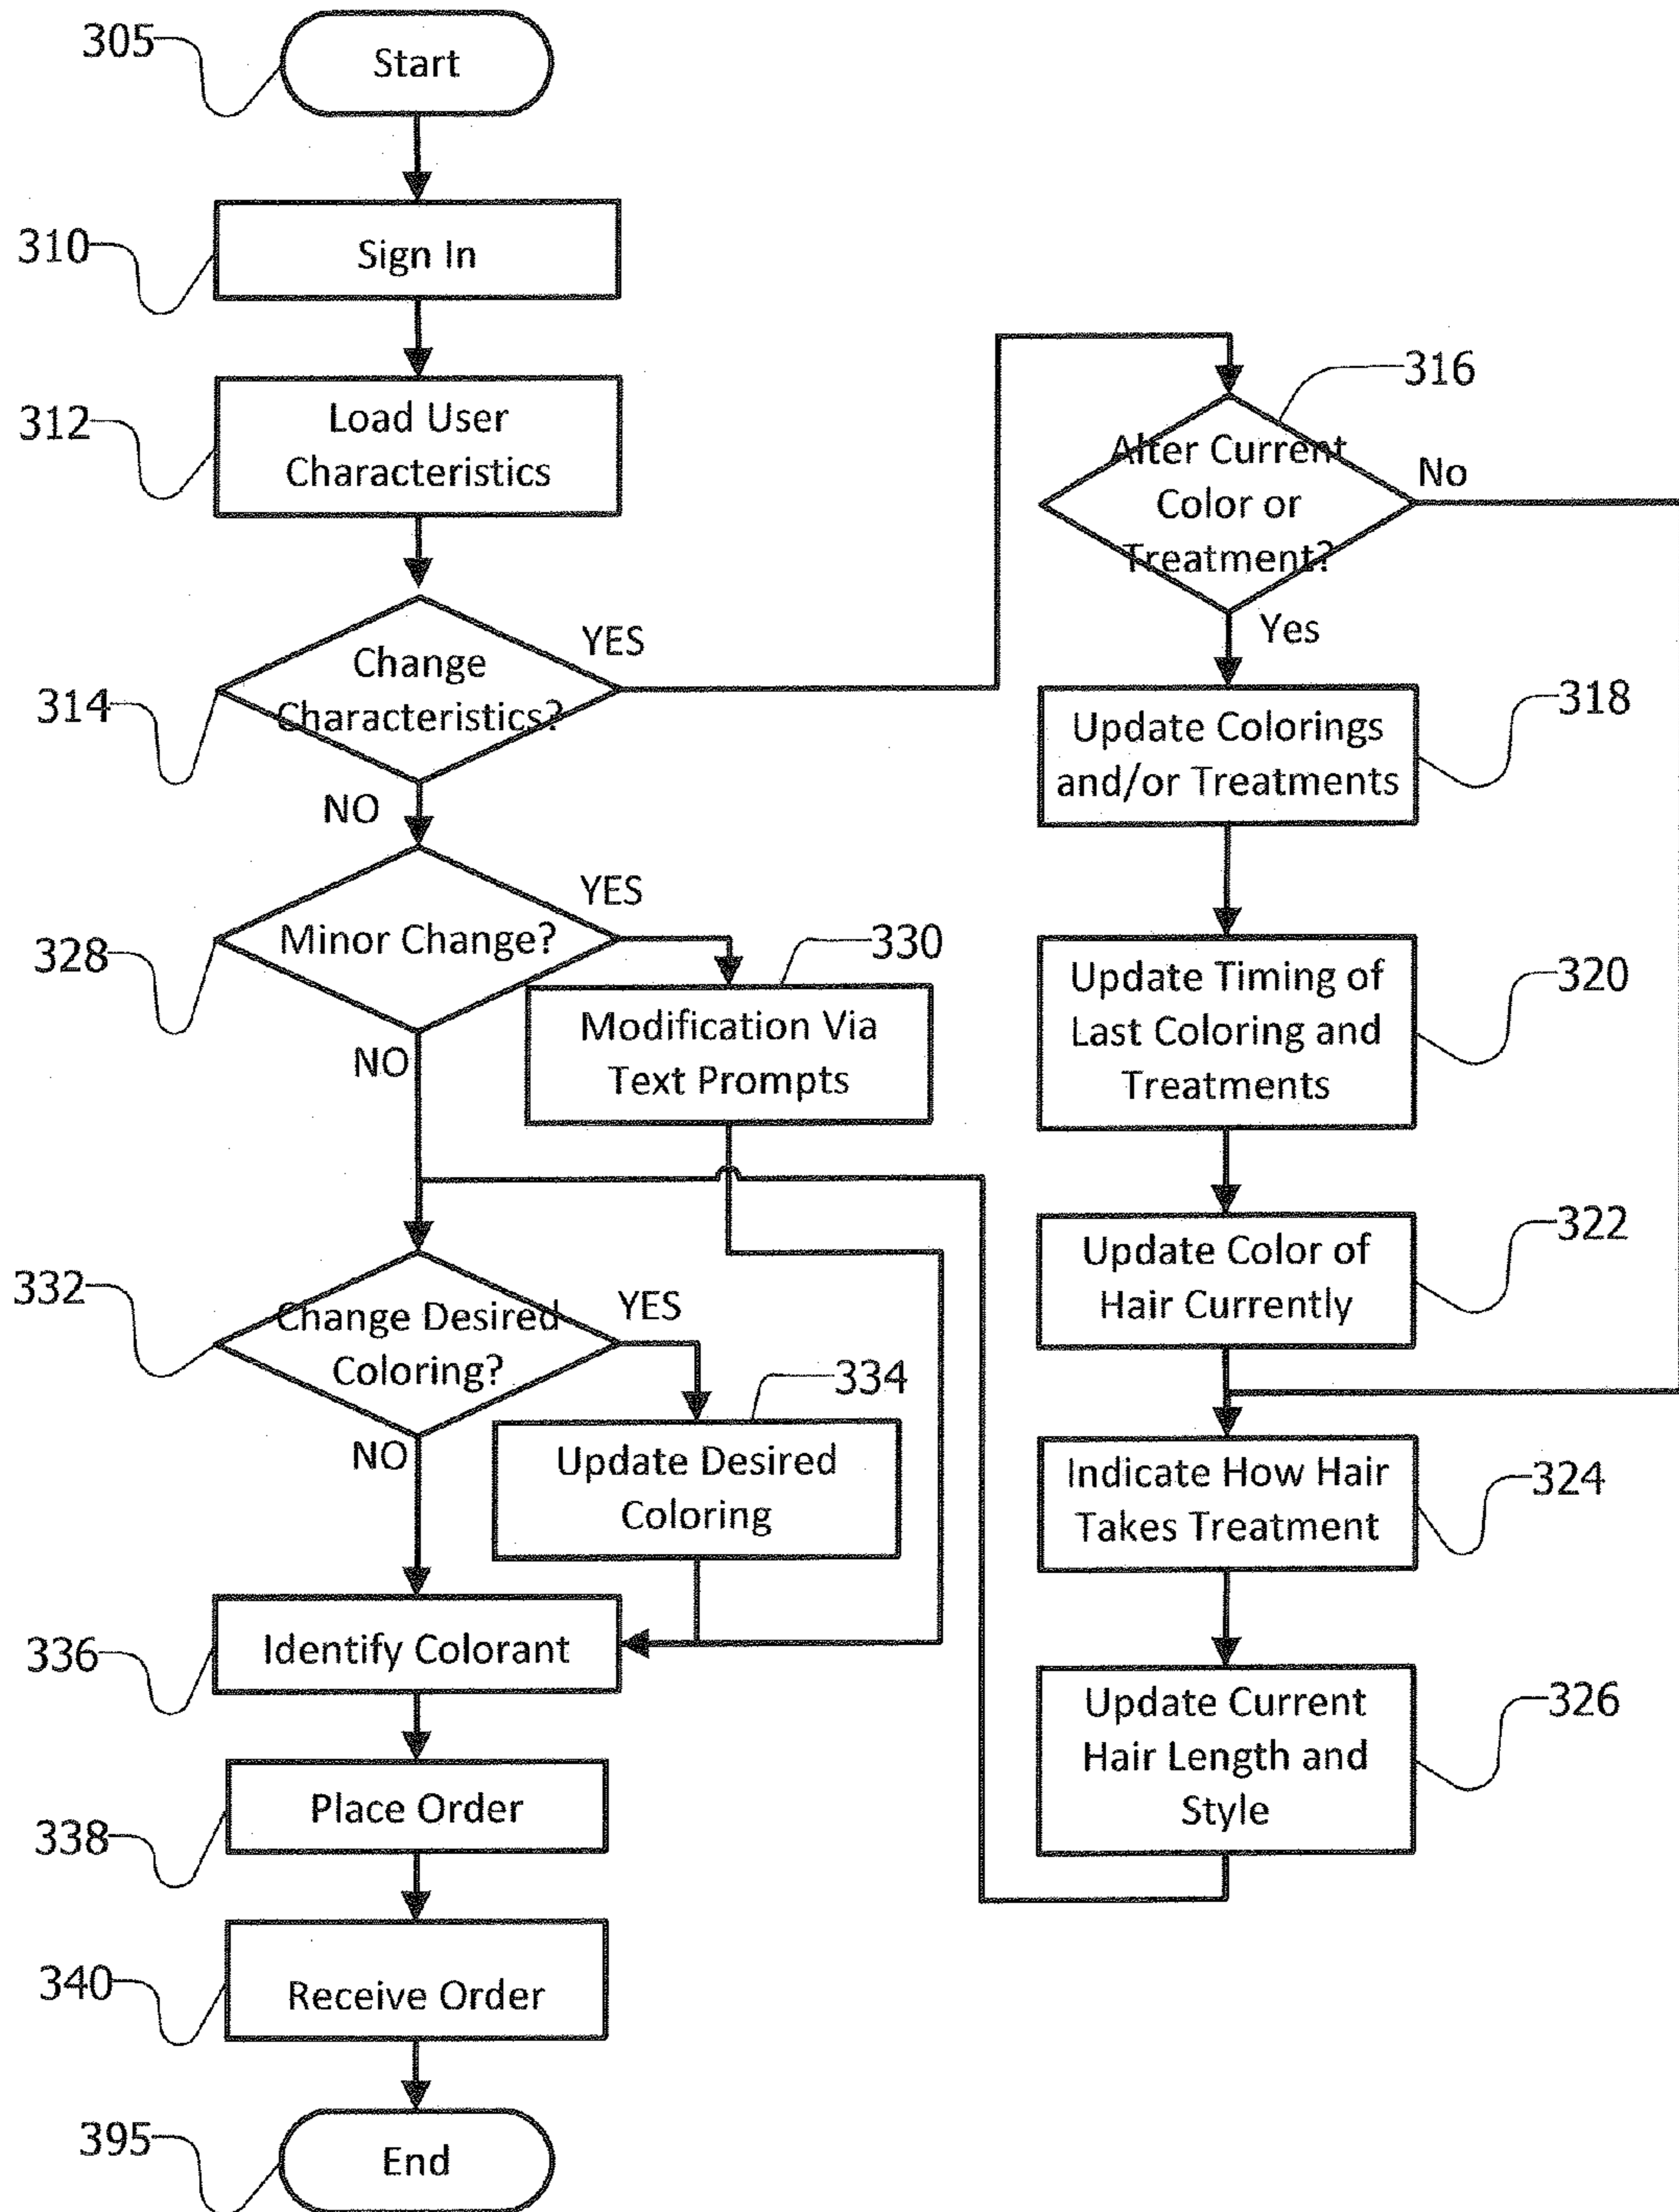 305
Start
310
Sign In
312
Load User
Characteristics
314
Change
Characteristics?
YES
NO
316
Alter Current
Color or
Treatment?
No
Yes
318
Update Colorings
and/or Treatments
320
Update Timing of
Last Coloring and
Treatments
322
Update Color of
Hair Currently
324
Indicate How Hair
Takes Treatment
326
Update Current
Hair Length and
Style
328
Minor Change?
YES
NO
330
Modification Via
Text Prompts
332
Change Desired
Coloring?
YES
NO
334
Update Desired
Coloring
336
Identify Colorant
338
Place Order
340
Receive Order
395
End